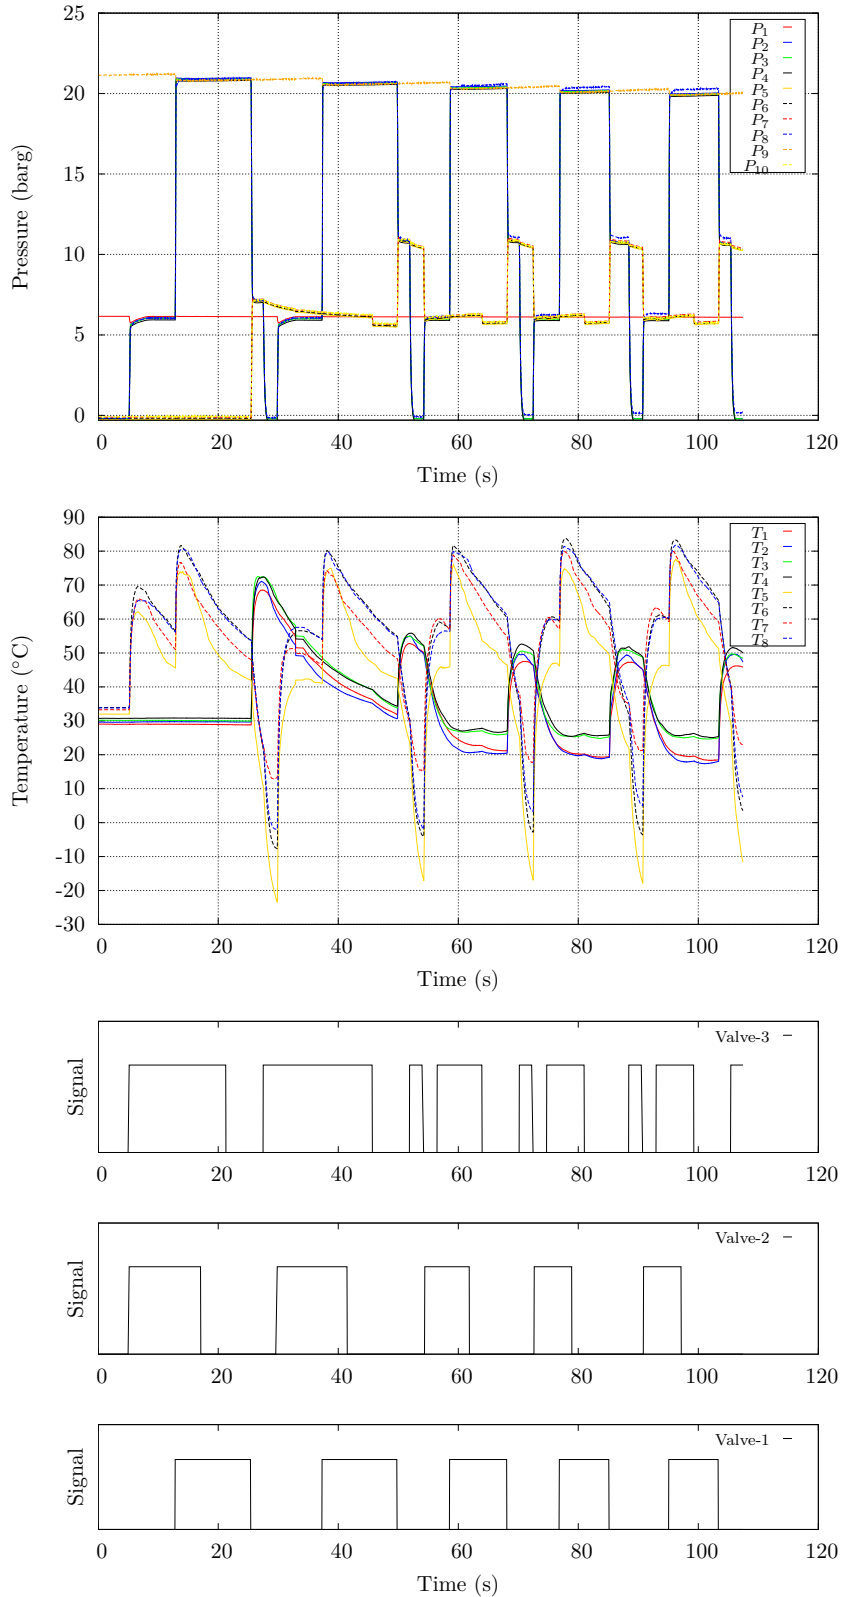 25
20
15
10
5
0
Pressure (barg)
P1
P2
P3
P4
P5
P6
P7
P8
P9
P10
0 20 40 60 80 100 120
Time (s)
90
80
70
60
50
40
30
20
10
0
-10
-20
-30
Temperature (°C)
T1
T2
T3
T4
T5
T6
T7
T8
0 20 40 60 80 100 120
Time (s)
Signal
Valve-3
0 20 40 60 80 100 120
Signal
Valve-2
0 20 40 60 80 100 120
Signal
Valve-1
0 20 40 60 80 100 120
Time (s)